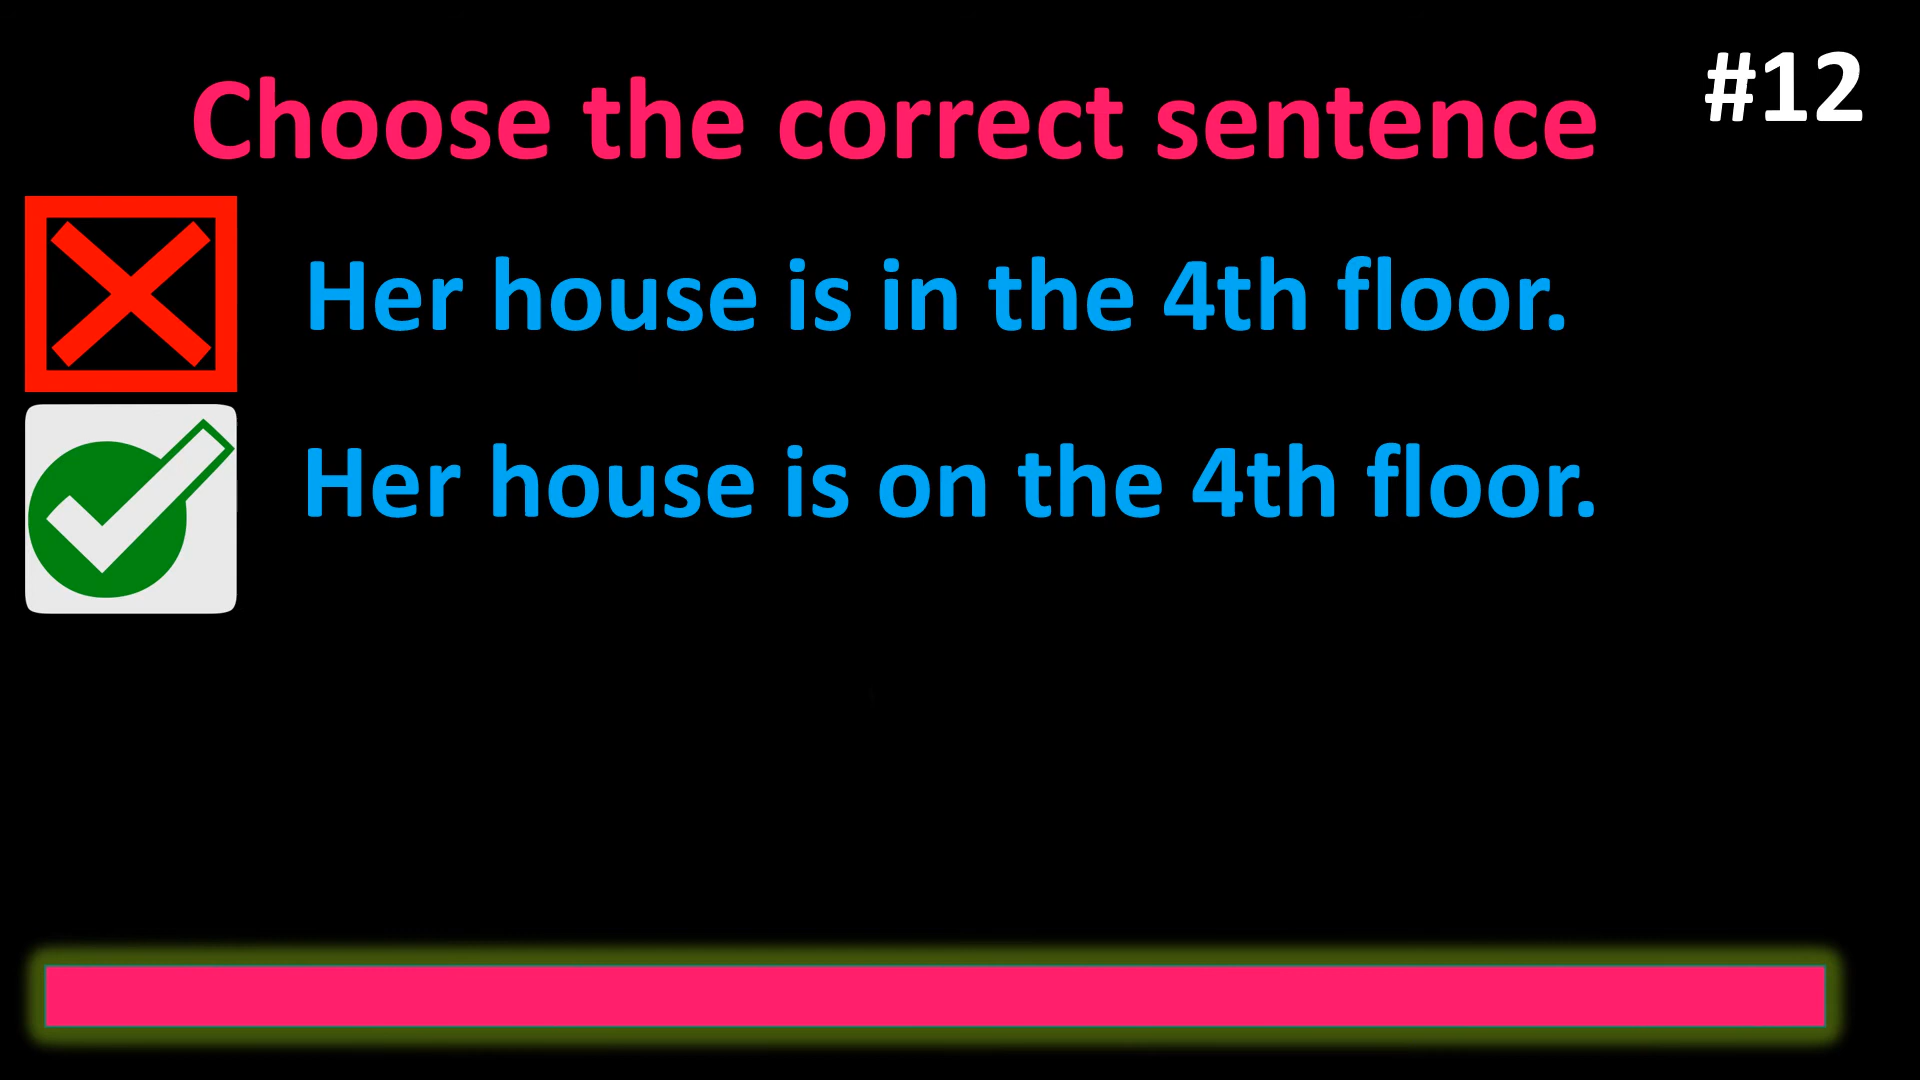 Choose the correct sentence
#12
Her house is in the 4th floor.
Her house is on the 4th floor.